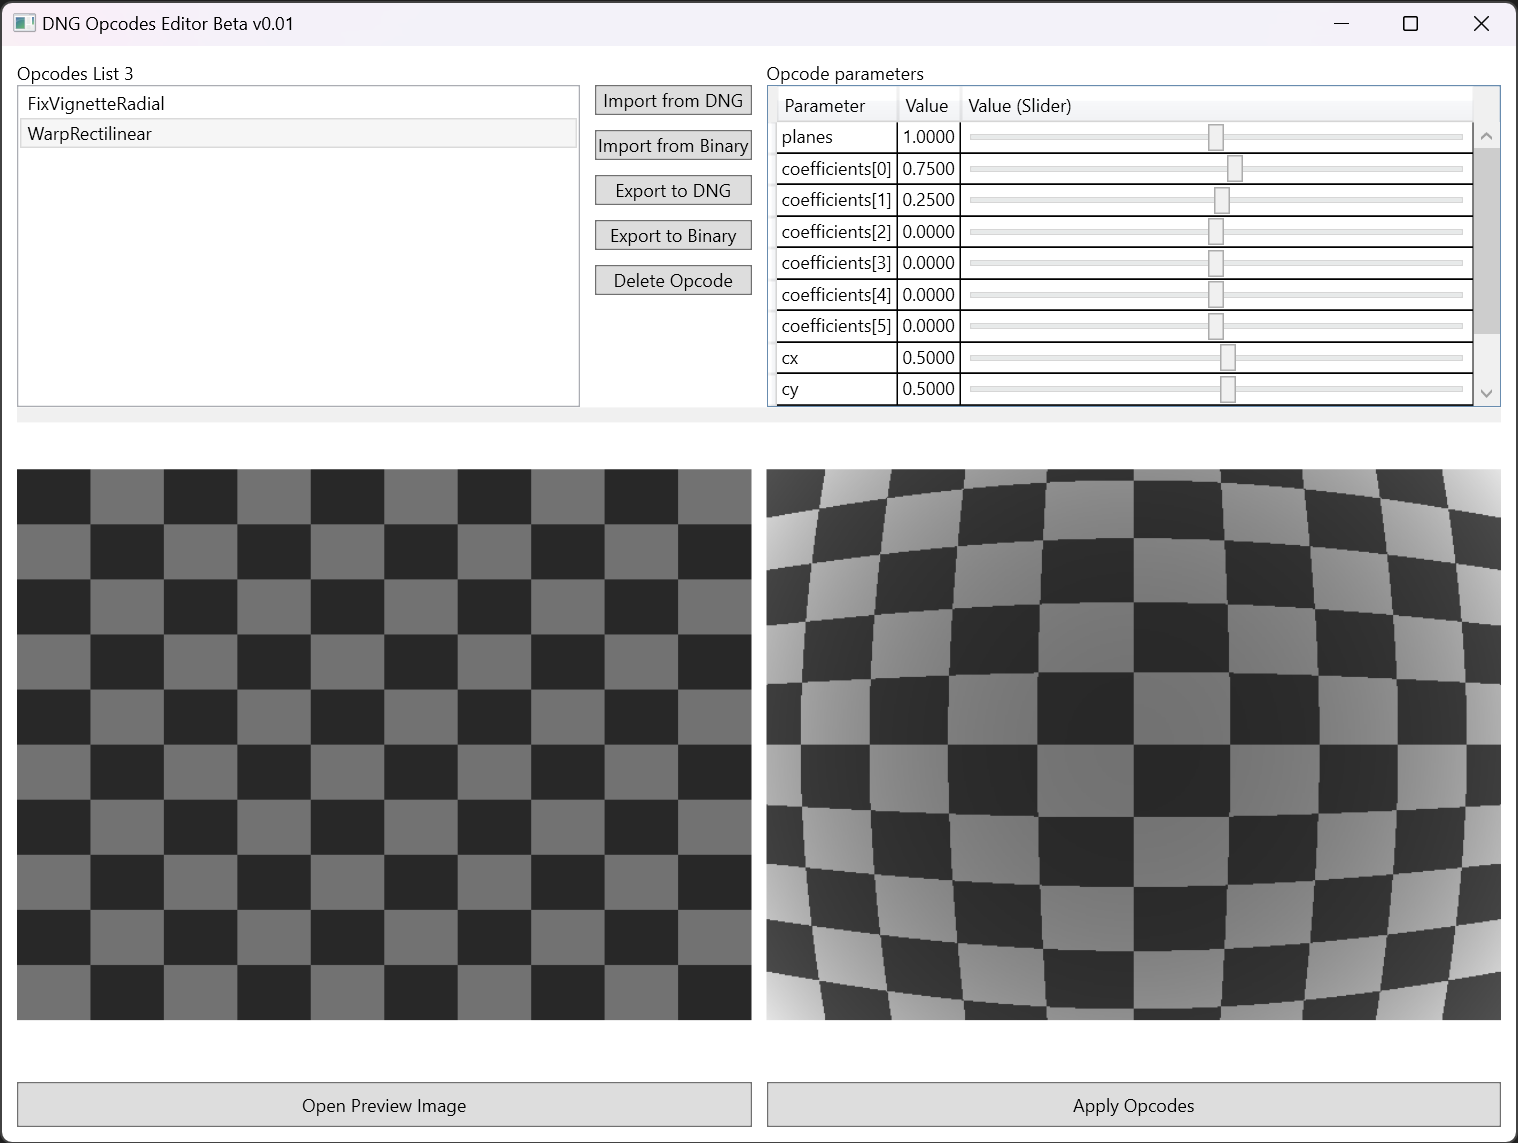 DNG Opcodes Editor Beta v0.01
Opcodes List 3
FixVignetteRadial
WarpRectilinear
Import from DNG
Import from Binary
Export to DNG
Export to Binary
Delete Opcode
Opcode parameters
Parameter Value Value (Slider)
planes 1.0000
coefficients[0] 0.7500
coefficients[1] 0.2500
coefficients[2] 0.0000
coefficients[3] 0.0000
coefficients[4] 0.0000
coefficients[5] 0.0000
cx 0.5000
cy 0.5000
Open Preview Image
Apply Opcodes